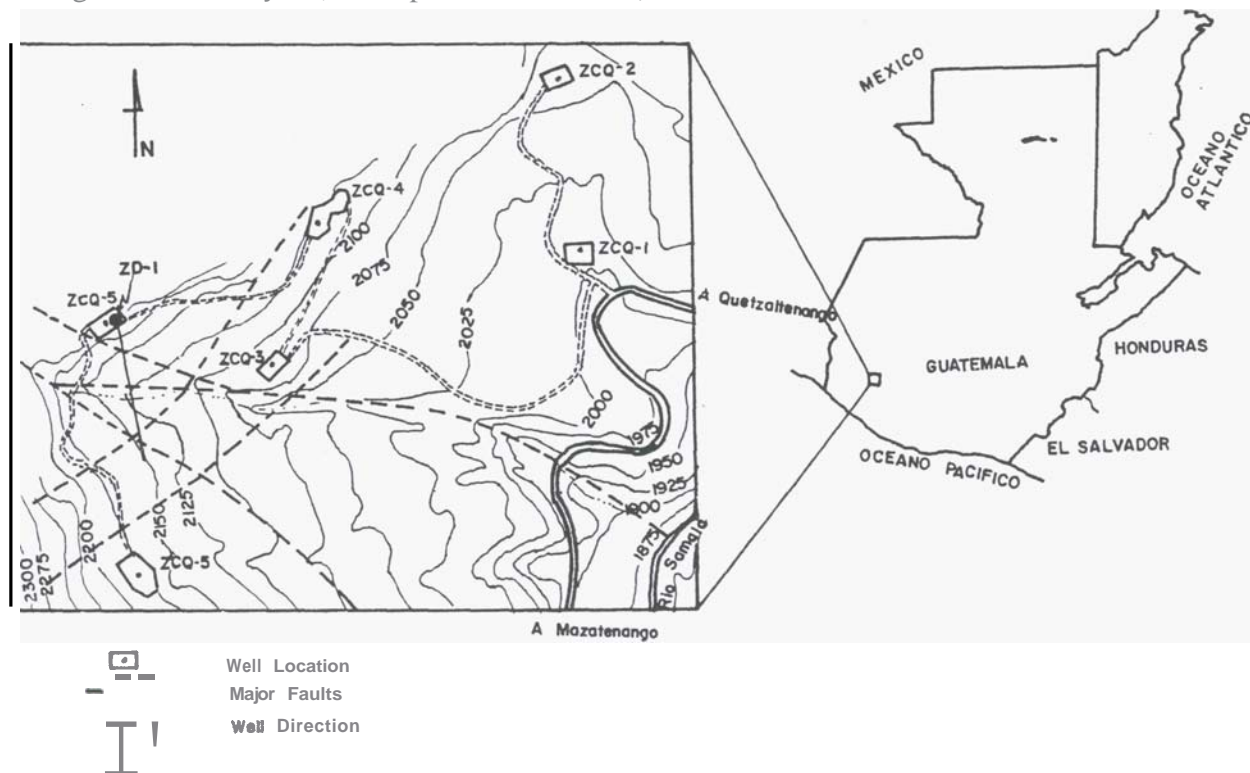 ZCQ-2
N
ZCQ-4
2100
ZCQ-1
ZD-1
2075
ZCQ-5
2050
2025
ZCQ-3
2000
1975
1950
1925
1900
1875
2125
2150
2200
ZCQ-5
2275
2300
Río Samalá
A Mazatenango
A Quetzaltenango
MEXICO
OCEANO
ATLANTICO
GUATEMALA
HONDURAS
EL SALVADOR
OCEANO PACIFICO
Well Location
Major Faults
Well Direction